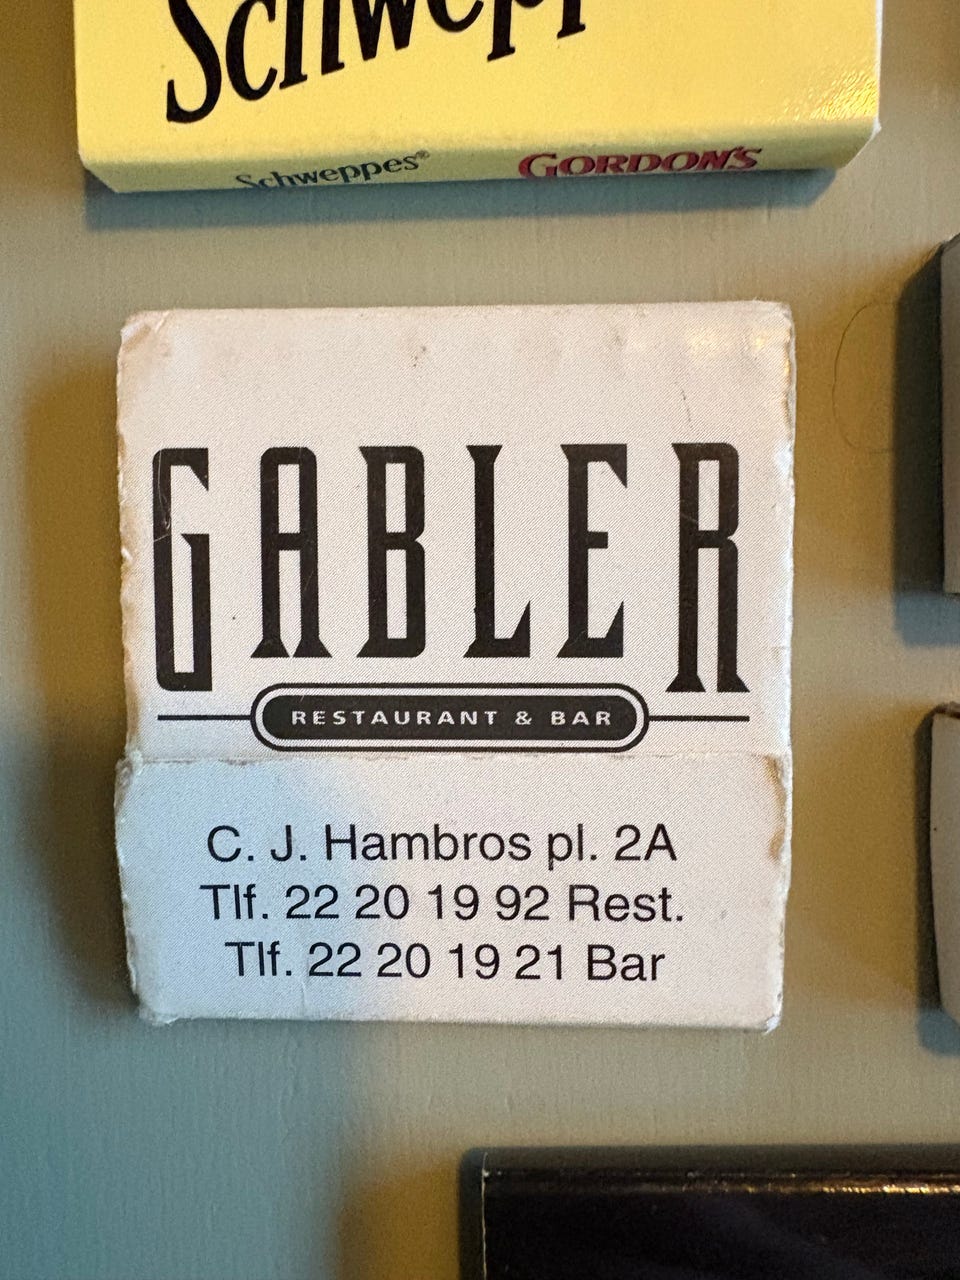 Schwepp
Schweppes® GORDON'S
GABLER
RESTAURANT & BAR
C. J. Hambros pl. 2A
Tlf. 22 20 19 92 Rest.
Tlf. 22 20 19 21 Bar